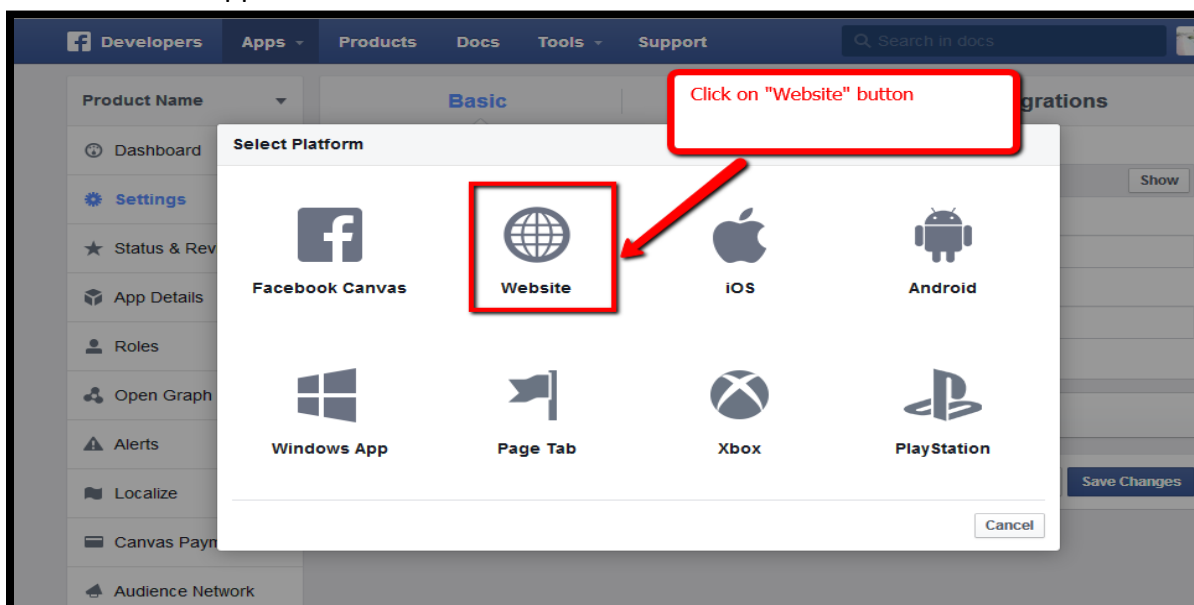 Developers Apps Products Docs Tools Support Search in docs
Product Name
Basic
Click on "Website" button
Dashboard
Select Platform
Settings
Show
Status & Rev
Facebook Canvas Website iOS Android
App Details
Roles
Open Graph
Alerts
Windows App Page Tab Xbox PlayStation
Localize
Save Changes
Cancel
Canvas
Audience Network